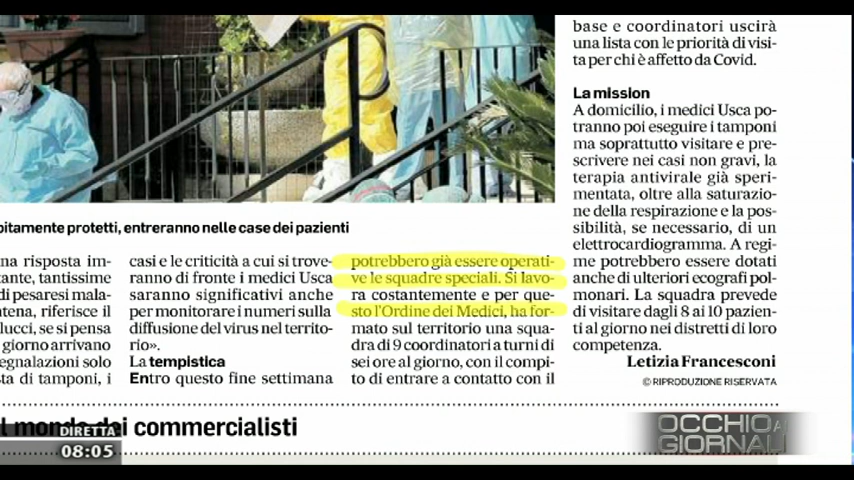 base e coordinatori uscirà
una lista con le priorità di visi-
ta per chi è affetto da Covid.
La mission
A domicilio, i medici Usca po-
tranno poi eseguire i tamponi
ma soprattutto visitare e pre-
scrivere nei casi non gravi, la
terapia antivirale già speri-
mentata, oltre alla saturazio-
ne della respirazione e la pos-
sibilità, se necessario, di un
elettrocardiogramma. A regi-
me potrebbero essere dotati
anche di ulteriori ecografi pol-
monari. La squadra prevede
di visitare dagli 8 ai 10 pazien-
ti al giorno nei distretti di loro
competenza.
Letizia Francesconi
© RIPRODUZIONE RISERVATA
protetti, entreranno nelle case dei pazienti
na risposta im-
tante, tantissime
di pesaresi mala-
ntena, riferisce il
lucci, se si pensa
giorno arrivano
egnalazioni solo
sta di tamponi, i
casi e le criticità a cui si trove-
ranno di fronte i medici Usca
saranno significativi anche
per monitorare i numeri sulla
diffusione del virus nel territo-
rio».
La tempistica
Entro questo fine settimana
potrebbero già essere operati-
ve le squadre speciali. Si lavo-
ra costantemente e per que-
sto l'Ordine dei Medici, ha for-
mato sul territorio una squa-
dra di 9 coordinatori a turni di
sei ore al giorno, con il compi-
to di entrare a contatto con il
l mondo dei commercialisti
DIRETTA
08:05
OCCHIO AI
GIORNALI